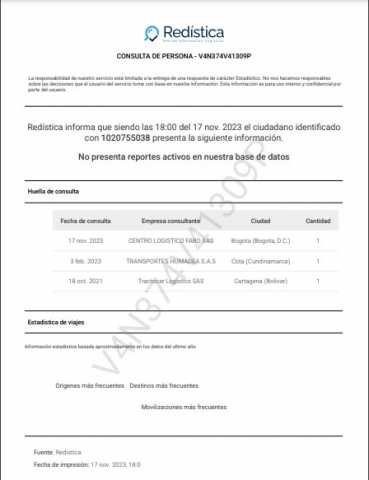 Redistica
CONSULTA DE PERSONA - V4N374V41309P
La responsabilidad de nuestro servicio está limitada a la entrega de una respuesta de carácter Estadístico. No nos hacemos responsables
sobre las decisiones que el usuario del servicio tome con base en nuestra información. Esta información es para uso interno y confidencial por
parte del usuario.
Redística informa que siendo las 18:00 del 17 nov. 2023 el ciudadano identificado
con 1020755038 presenta la siguiente información.
No presenta reportes activos en nuestra base de datos
Huella de consulta
Fecha de consulta Empresa consultante Ciudad Cantidad
17 nov. 2023 CENTRO LOGISTICO FABO SAS Bogota (Bogota, D.C.) 1
3 feb. 2023 TRANSPORTES HUMADEA S.A.S Cota (Cundinamarca) 1
14 oct. 2021 Tractocar Logistics SAS Cartagena (Bolivar) 1
V4N374V41309P
Estadística de viajes
Información estadística basada aproximadamente en los datos del último año
Orígenes más frecuentes Destinos más frecuentes
Movilizaciones más frecuentes
Fuente: Redística
Fecha de impresión: 17 nov. 2023, 18:0